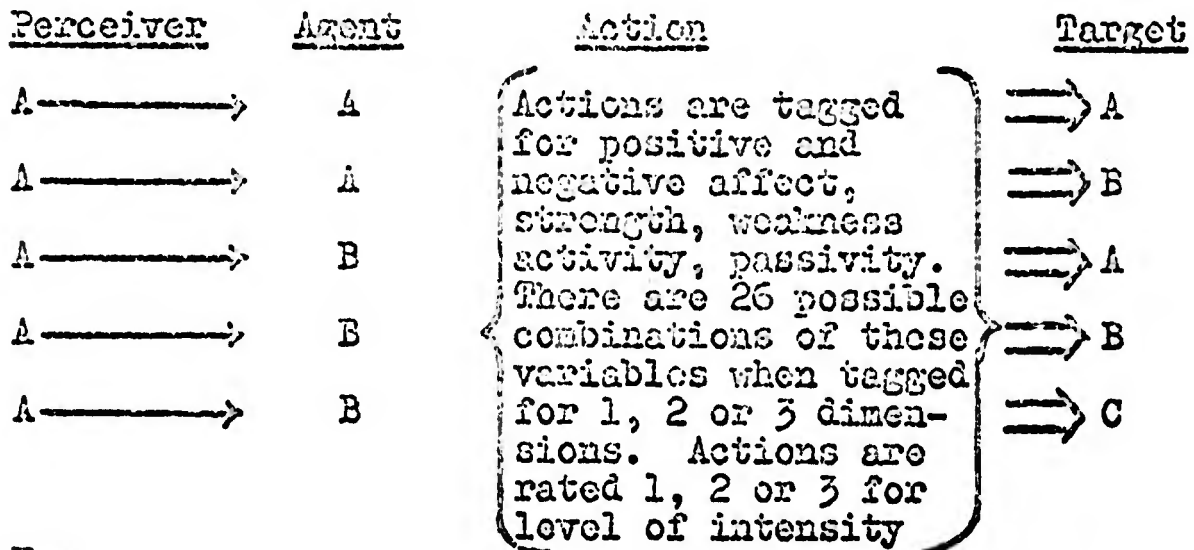 Perceiver Agent Action Target
A A Actions are tagged A
for positive and
A A negative affect, B
strength, weakness
A B activity, passivity. A
There are 26 possible
A B combinations of these B
variables when tagged
A B for 1, 2 or 3 dimen- C
sions. Actions are
rated 1, 2 or 3 for
level of intensity